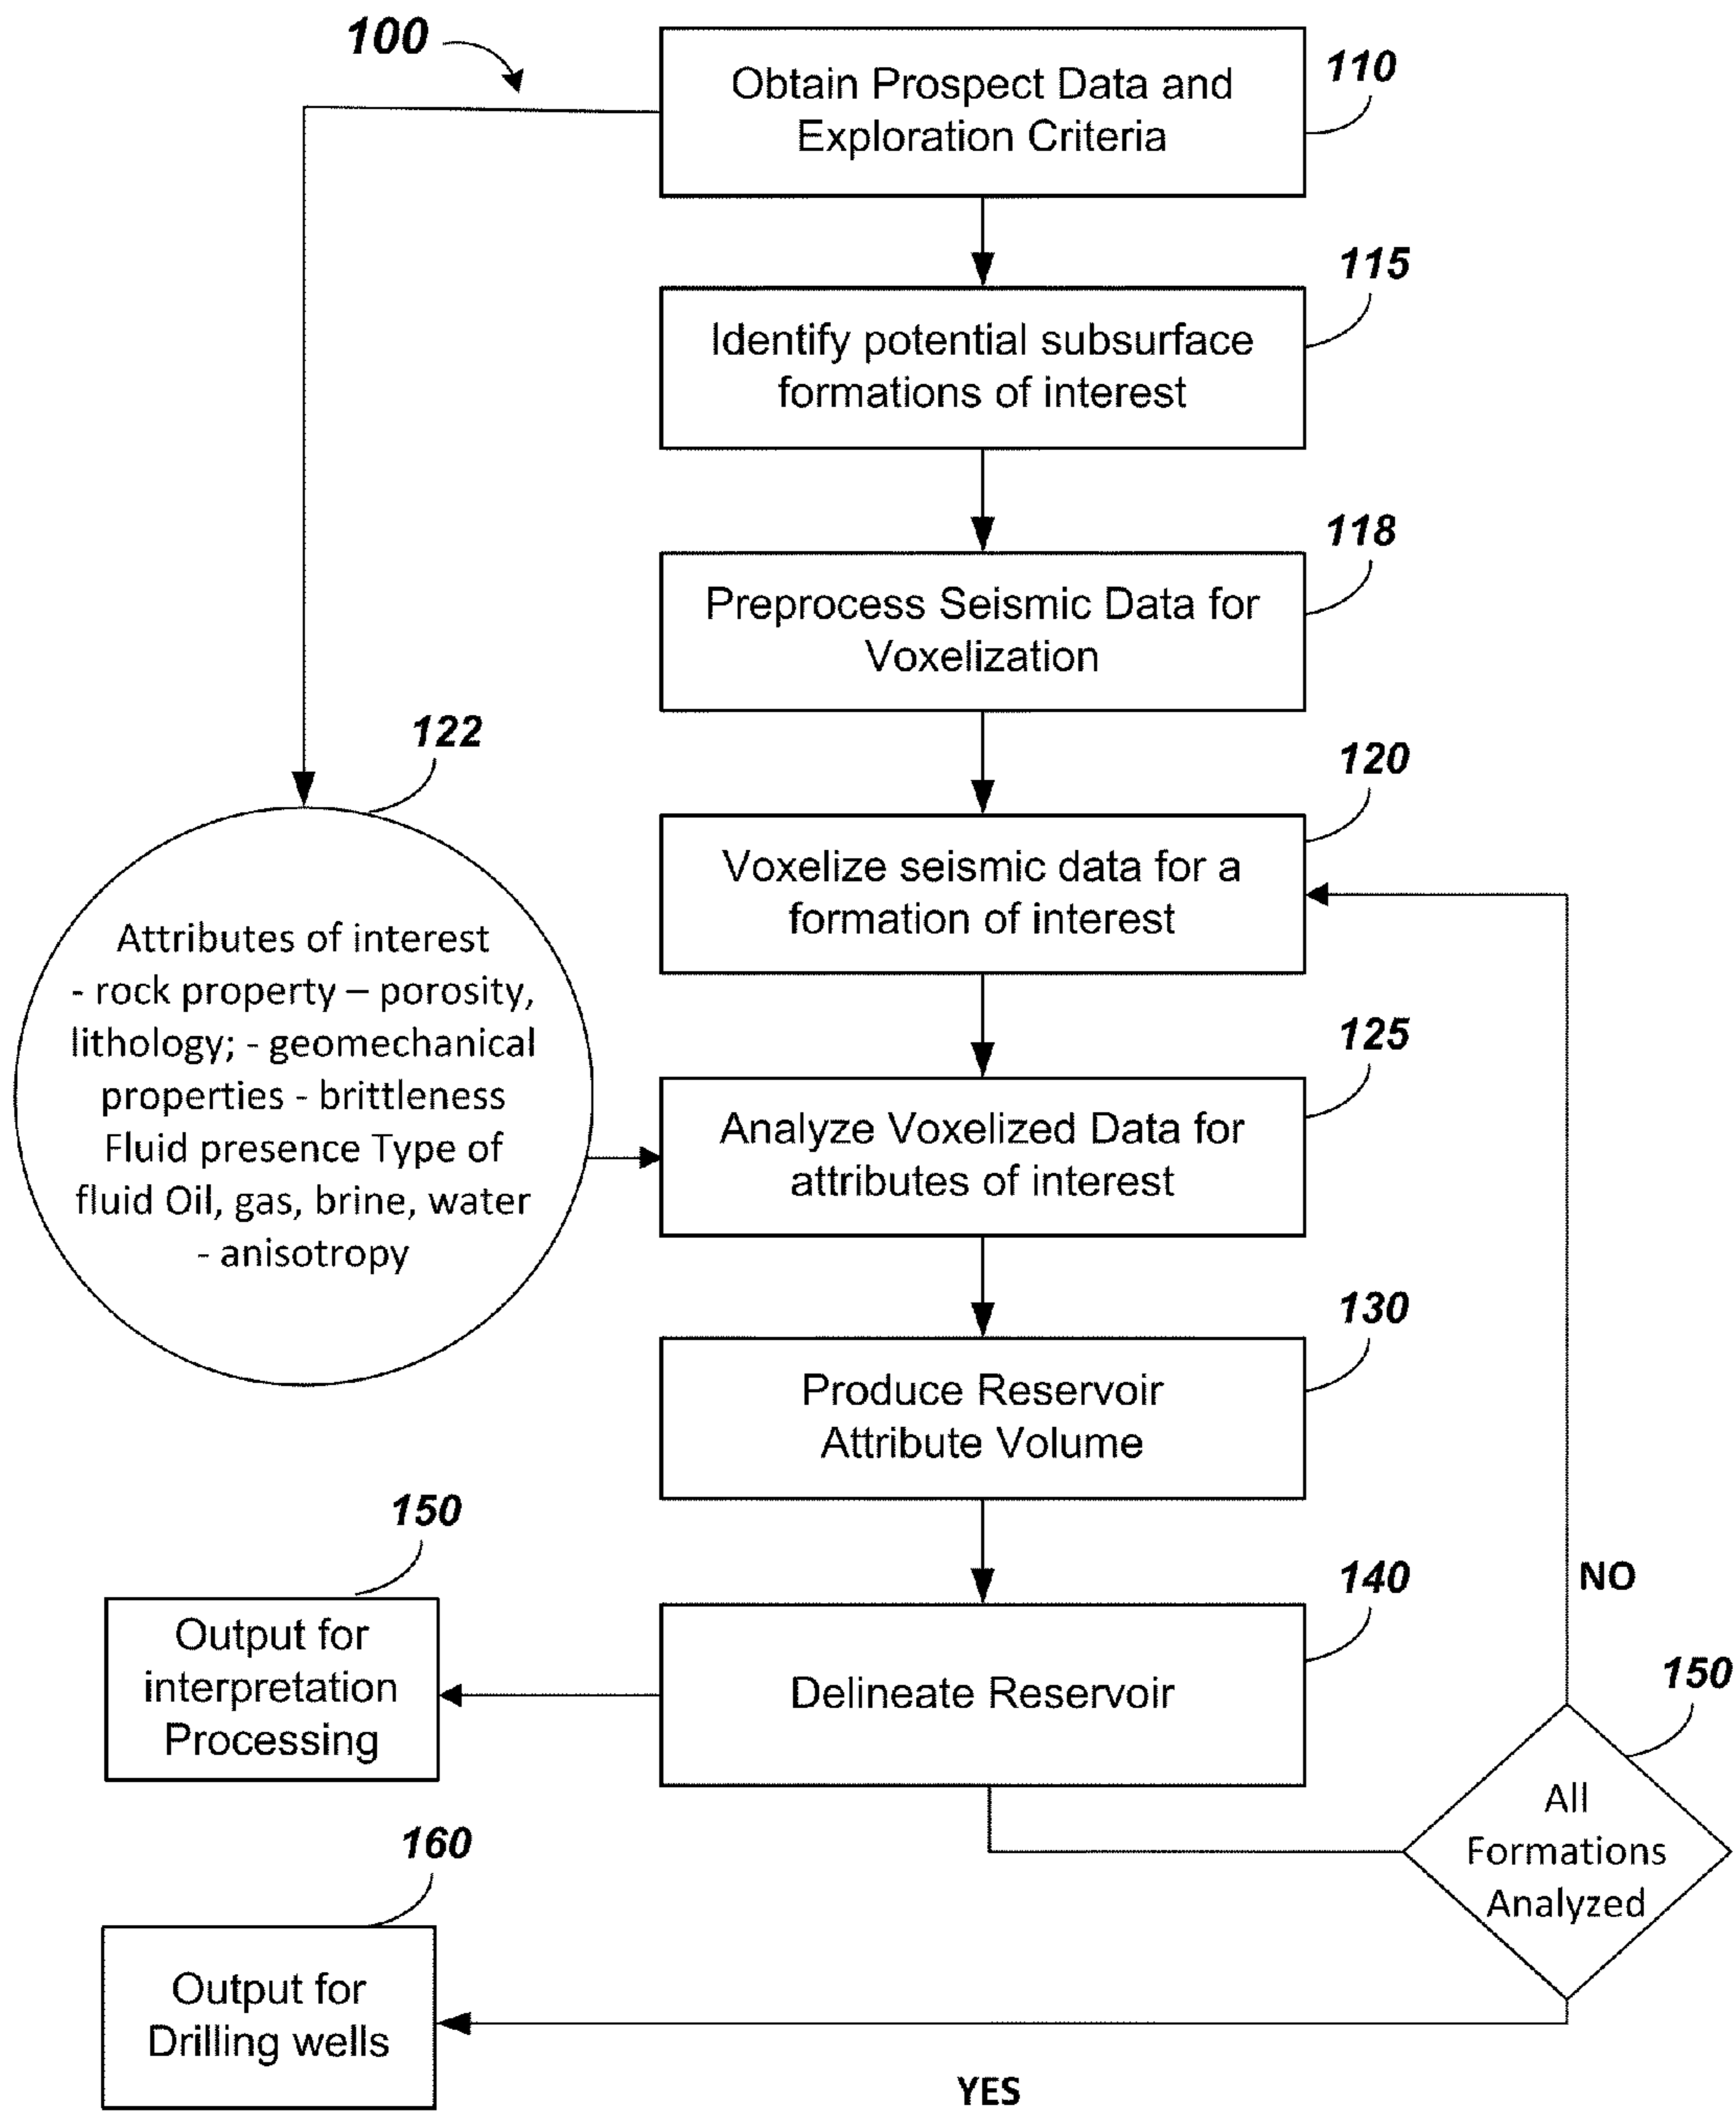 100
110
Obtain Prospect Data and
Exploration Criteria
115
Identify potential subsurface
formations of interest
118
Preprocess Seismic Data for
Voxelization
122
120
Voxelize seismic data for a
formation of interest
Attributes of interest
- rock property – porosity,
lithology; - geomechanical
properties - brittleness
Fluid presence Type of
fluid Oil, gas, brine, water
- anisotropy
125
Analyze Voxelized Data for
attributes of interest
130
Produce Reservoir
Attribute Volume
150
Output for
interpretation
Processing
140
Delineate Reservoir
NO
150
All
Formations
Analyzed
160
Output for
Drilling wells
YES